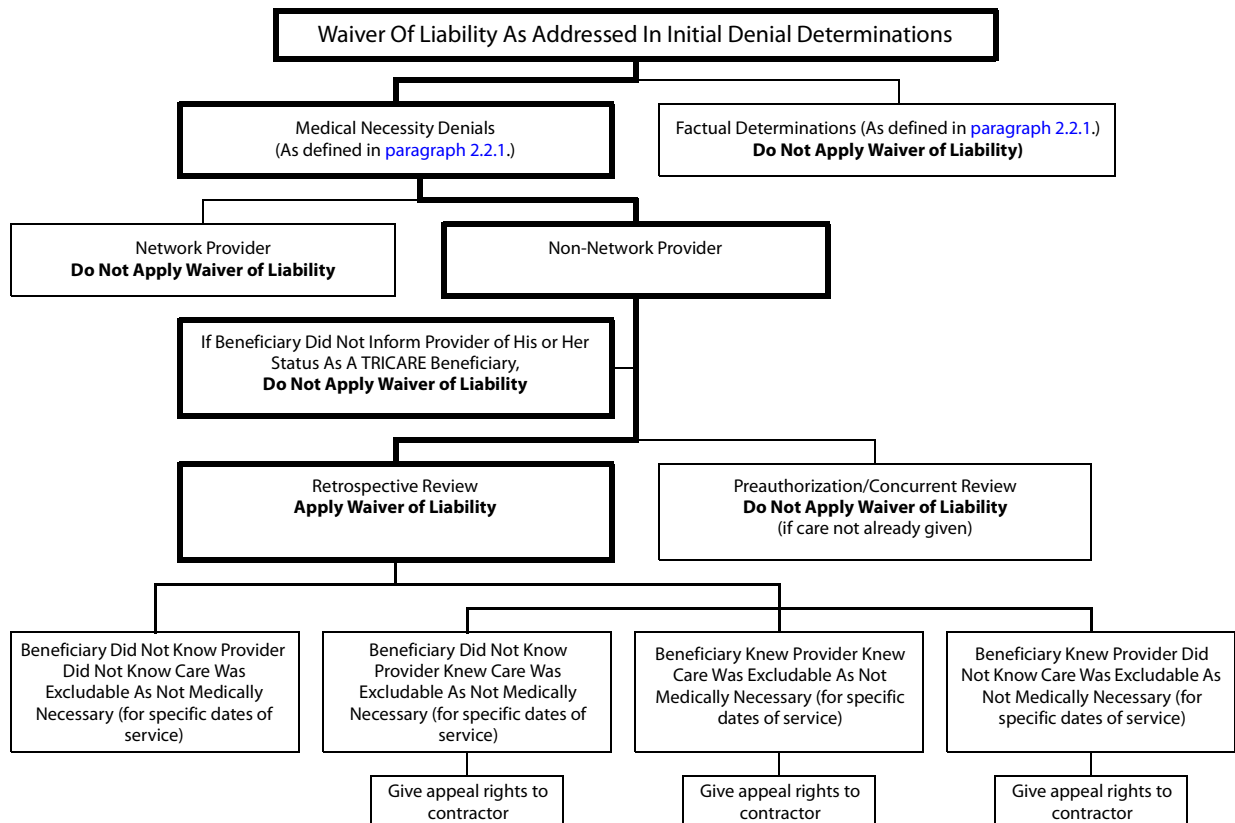 Waiver Of Liability As Addressed In Initial Denial Determinations
Medical Necessity Denials
(As defined in paragraph 2.2.1.)
Factual Determinations (As defined in paragraph 2.2.1.)
Do Not Apply Waiver of Liability)
Network Provider
Do Not Apply Waiver of Liability
Non-Network Provider
If Beneficiary Did Not Inform Provider of His or Her
Status As A TRICARE Beneficiary,
Do Not Apply Waiver of Liability
Retrospective Review
Apply Waiver of Liability
Preauthorization/Concurrent Review
Do Not Apply Waiver of Liability
(if care not already given)
Beneficiary Did Not Know Provider
Did Not Know Care Was
Excludable As Not Medically
Necessary (for specific dates of
service)
Beneficiary Did Not Know
Provider Knew Care Was
Excludable As Not Medically
Necessary (for specific dates of
service)
Beneficiary Knew Provider Knew
Care Was Excludable As Not
Medically Necessary (for specific
dates of service)
Beneficiary Knew Provider Did
Not Know Care Was Excludable As
Not Medically Necessary (for
specific dates of service)
Give appeal rights to
contractor
Give appeal rights to
contractor
Give appeal rights to
contractor